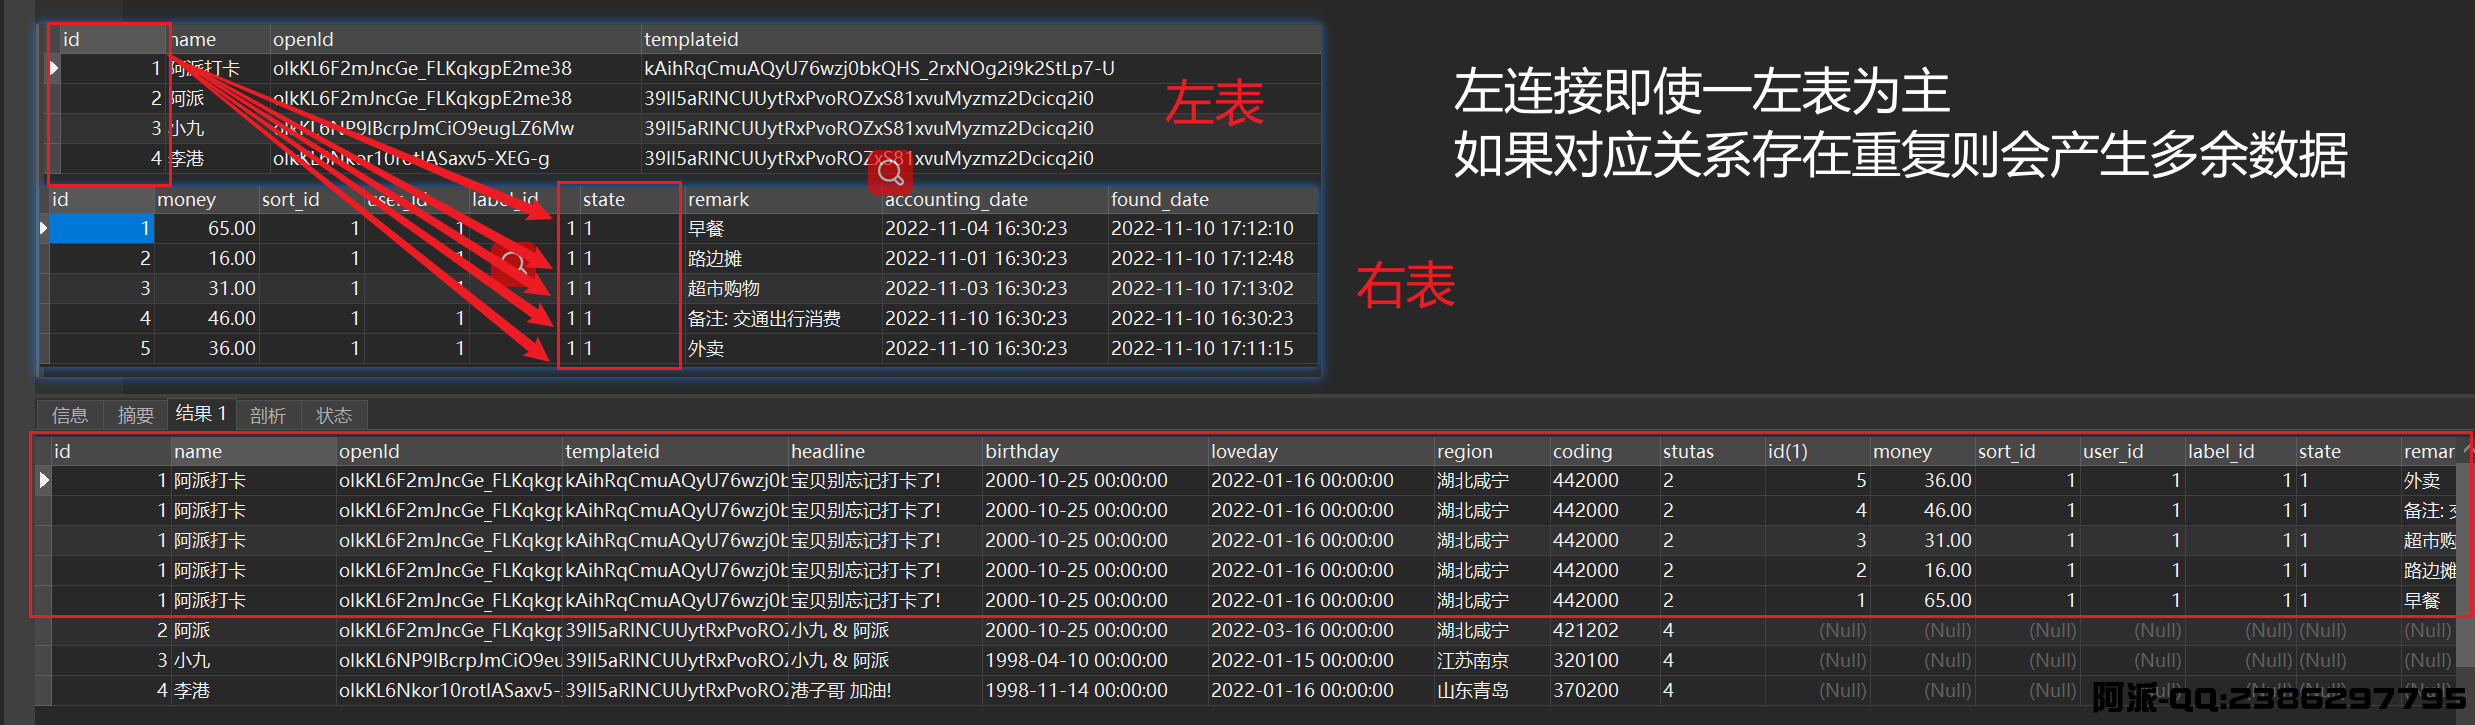 id name openId templateid
1 阿派打卡 olkKL6F2mJncGe_FLKqkgpE2me38 kAihRqCmuAQyU76wzj0bkQHS_2rxNOg2i9k2StLp7-U
2 阿派 olkKL6F2mJncGe_FLKqkgpE2me38 39II5aRINCUUytRxPvoROZxS81xvuMyzmz2Dcicq2i0
3 小九 olkKL6NP9IBcrpJmCiO9eugLZ6Mw 39II5aRINCUUytRxPvoROZxS81xvuMyzmz2Dcicq2i0
4 李港 olkKL6Nkor10rotIASaxv5-XEG-g 39II5aRINCUUytRxPvoROZxS81xvuMyzmz2Dcicq2i0
左表
左连接即使一左表为主
如果对应关系存在重复则会产生多余数据
id money sort_id user_id label_id state remark accounting_date found_date
1 65.00 1 1 1 1 早餐 2022-11-04 16:30:23 2022-11-10 17:12:10
2 16.00 1 1 1 1 路边摊 2022-11-01 16:30:23 2022-11-10 17:12:48
3 31.00 1 1 1 1 超市购物 2022-11-03 16:30:23 2022-11-10 17:13:02
4 46.00 1 1 1 1 备注: 交通出行消费 2022-11-10 16:30:23 2022-11-10 16:30:23
5 36.00 1 1 1 1 外卖 2022-11-10 16:30:23 2022-11-10 17:11:15
右表
信息 摘要 结果 1 剖析 状态
id name openId templateid headline birthday loveday region coding stutas id(1) money sort_id user_id label_id state remar
1 阿派打卡 olkKL6F2mJncGe_FLKqkgp kAihRqCmuAQyU76wzj0b 宝贝别忘记打卡了! 2000-10-25 00:00:00 2022-01-16 00:00:00 湖北咸宁 442000 2 5 36.00 1 1 1 1 外卖
1 阿派打卡 olkKL6F2mJncGe_FLKqkgp kAihRqCmuAQyU76wzj0b 宝贝别忘记打卡了! 2000-10-25 00:00:00 2022-01-16 00:00:00 湖北咸宁 442000 2 4 46.00 1 1 1 1 备注:
1 阿派打卡 olkKL6F2mJncGe_FLKqkgp kAihRqCmuAQyU76wzj0b 宝贝别忘记打卡了! 2000-10-25 00:00:00 2022-01-16 00:00:00 湖北咸宁 442000 2 3 31.00 1 1 1 1 超市购
1 阿派打卡 olkKL6F2mJncGe_FLKqkgp kAihRqCmuAQyU76wzj0b 宝贝别忘记打卡了! 2000-10-25 00:00:00 2022-01-16 00:00:00 湖北咸宁 442000 2 2 16.00 1 1 1 1 路边摊
1 阿派打卡 olkKL6F2mJncGe_FLKqkgp kAihRqCmuAQyU76wzj0b 宝贝别忘记打卡了! 2000-10-25 00:00:00 2022-01-16 00:00:00 湖北咸宁 442000 2 1 65.00 1 1 1 1 早餐
2 阿派 olkKL6F2mJncGe_FLKqkgp 39II5aRINCUUytRxPvoROZ 小九 & 阿派 2000-10-25 00:00:00 2022-03-16 00:00:00 湖北咸宁 421202 4 (Null) (Null) (Null) (Null) (Null) (Null) (Null)
3 小九 olkKL6NP9IBcrpJmCiO9eu 39II5aRINCUUytRxPvoROZ 小九 & 阿派 1998-04-10 00:00:00 2022-01-15 00:00:00 江苏南京 320100 4 (Null) (Null) (Null) (Null) (Null) (Null) (Null)
4 李港 olkKL6Nkor10rotIASaxv5- 39II5aRINCUUytRxPvoROZ 港子哥 加油! 1998-11-14 00:00:00 2022-01-16 00:00:00 山东青岛 370200 4 (Null) (Null) (Null) (Null) (Null) (Null) (Null)
阿派-QQ:2386297795